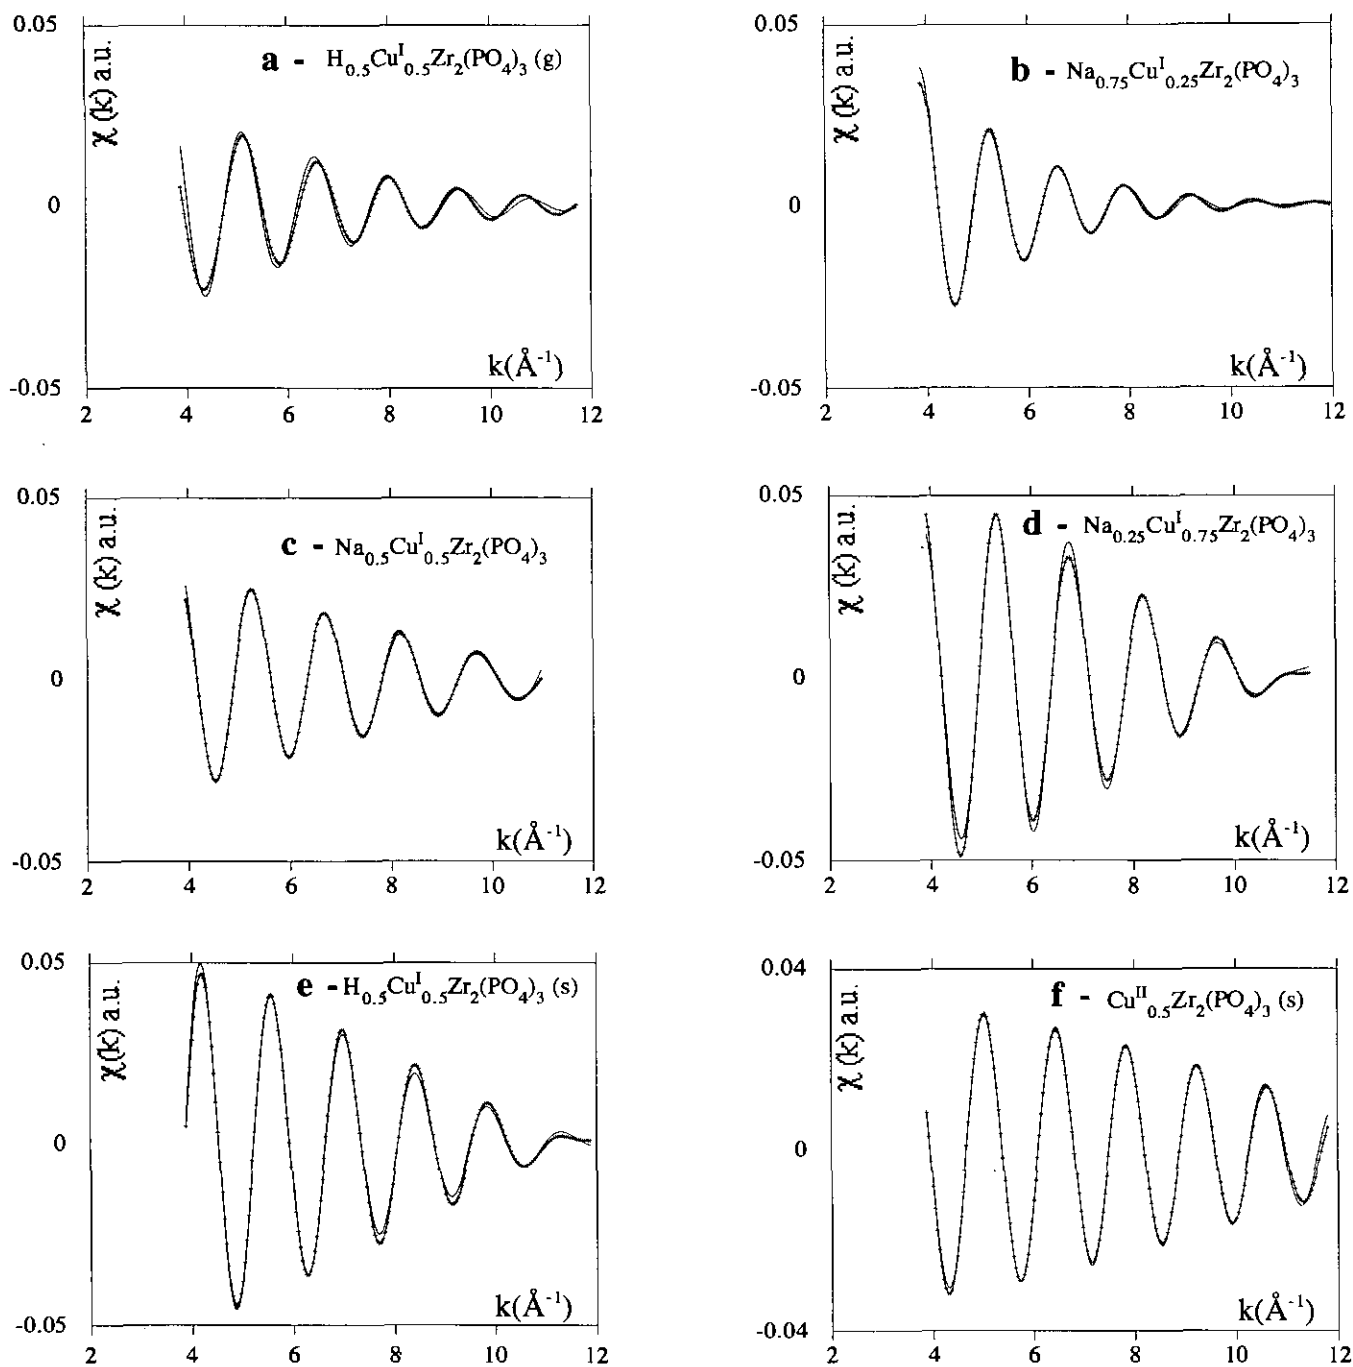 0.05
a - H₀.₅Cuᴵ₀.₅Zr₂(PO₄)₃ (g)
χ (k) a.u.
0
k(Å⁻¹)
-0.05
2 4 6 8 10 12
0.05
b - Na₀.₇₅Cuᴵ₀.₂₅Zr₂(PO₄)₃
χ (k) a.u.
0
k(Å⁻¹)
-0.05
2 4 6 8 10 12
0.05
c - Na₀.₅Cuᴵ₀.₅Zr₂(PO₄)₃
χ (k) a.u.
0
k(Å⁻¹)
-0.05
2 4 6 8 10 12
0.05
d - Na₀.₂₅Cuᴵ₀.₇₅Zr₂(PO₄)₃
χ (k) a.u.
0
k(Å⁻¹)
-0.05
2 4 6 8 10 12
0.05
e - H₀.₅Cuᴵ₀.₅Zr₂(PO₄)₃ (s)
χ(k) a.u.
0
k(Å⁻¹)
-0.05
2 4 6 8 10 12
0.04
f - Cuᴵᴵ₀.₅Zr₂(PO₄)₃ (s)
χ (k) a.u.
0
k(Å⁻¹)
-0.04
2 4 6 8 10 12